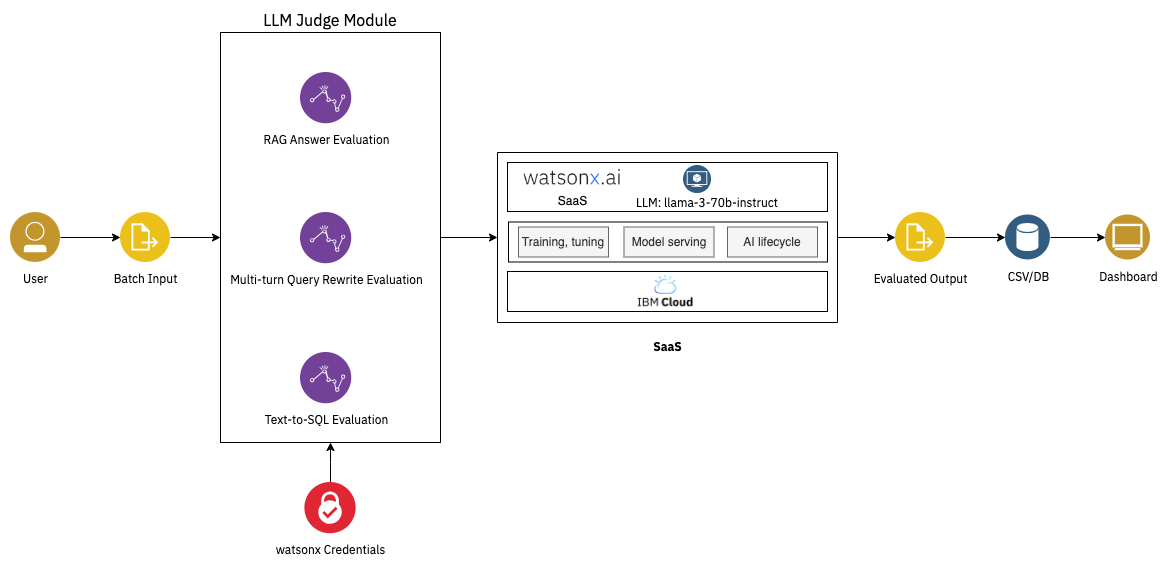 LLM Judge Module
RAG Answer Evaluation
watsonx.ai
SaaS
LLM: llama-3-70b-instruct
Training, tuning
Model serving
AI lifecycle
User
Batch Input
Multi-turn Query Rewrite Evaluation
IBM Cloud
Evaluated Output
CSV/DB
Dashboard
SaaS
Text-to-SQL Evaluation
watsonx Credentials